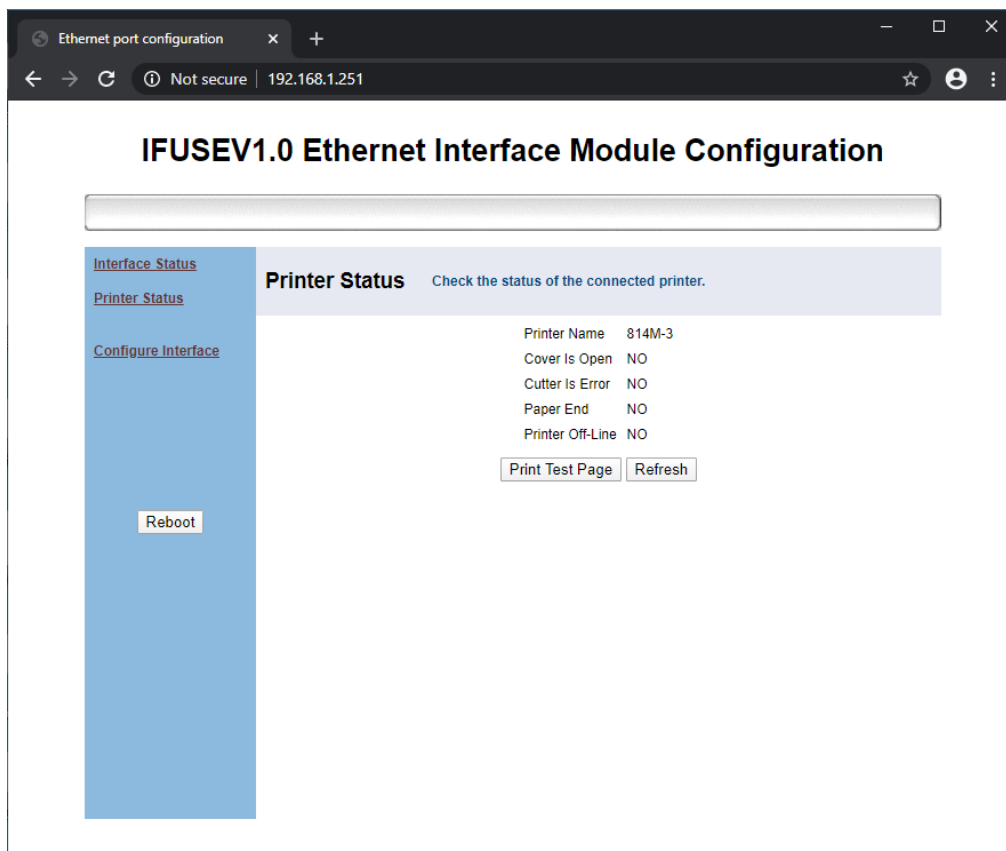 Ethernet port configuration
Not secure | 192.168.1.251
IFUSEV1.0 Ethernet Interface Module Configuration
Interface Status
Printer Status
Configure Interface
Reboot
Printer Status Check the status of the connected printer.
Printer Name 814M-3
Cover Is Open NO
Cutter Is Error NO
Paper End NO
Printer Off-Line NO
Print Test Page Refresh